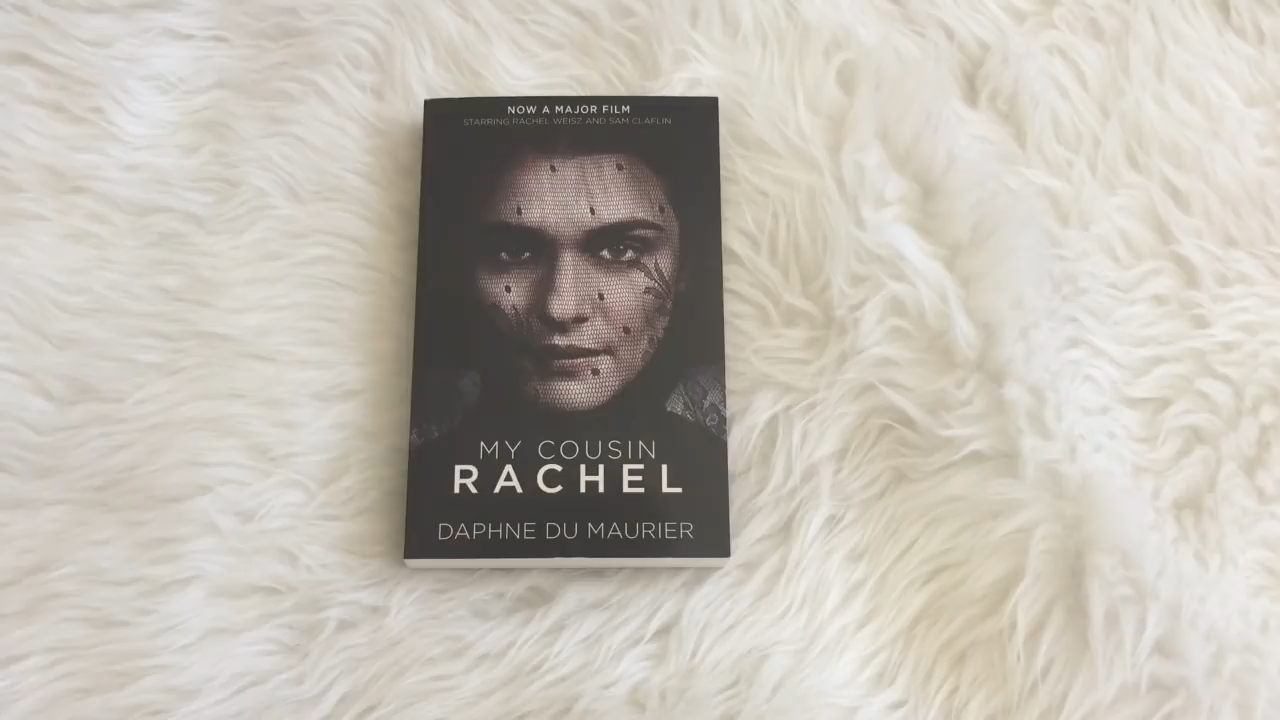 NOW A MAJOR FILM
STARRING RACHEL WEISZ AND SAM CLAFLIN
MY COUSIN
RACHEL
DAPHNE DU MAURIER